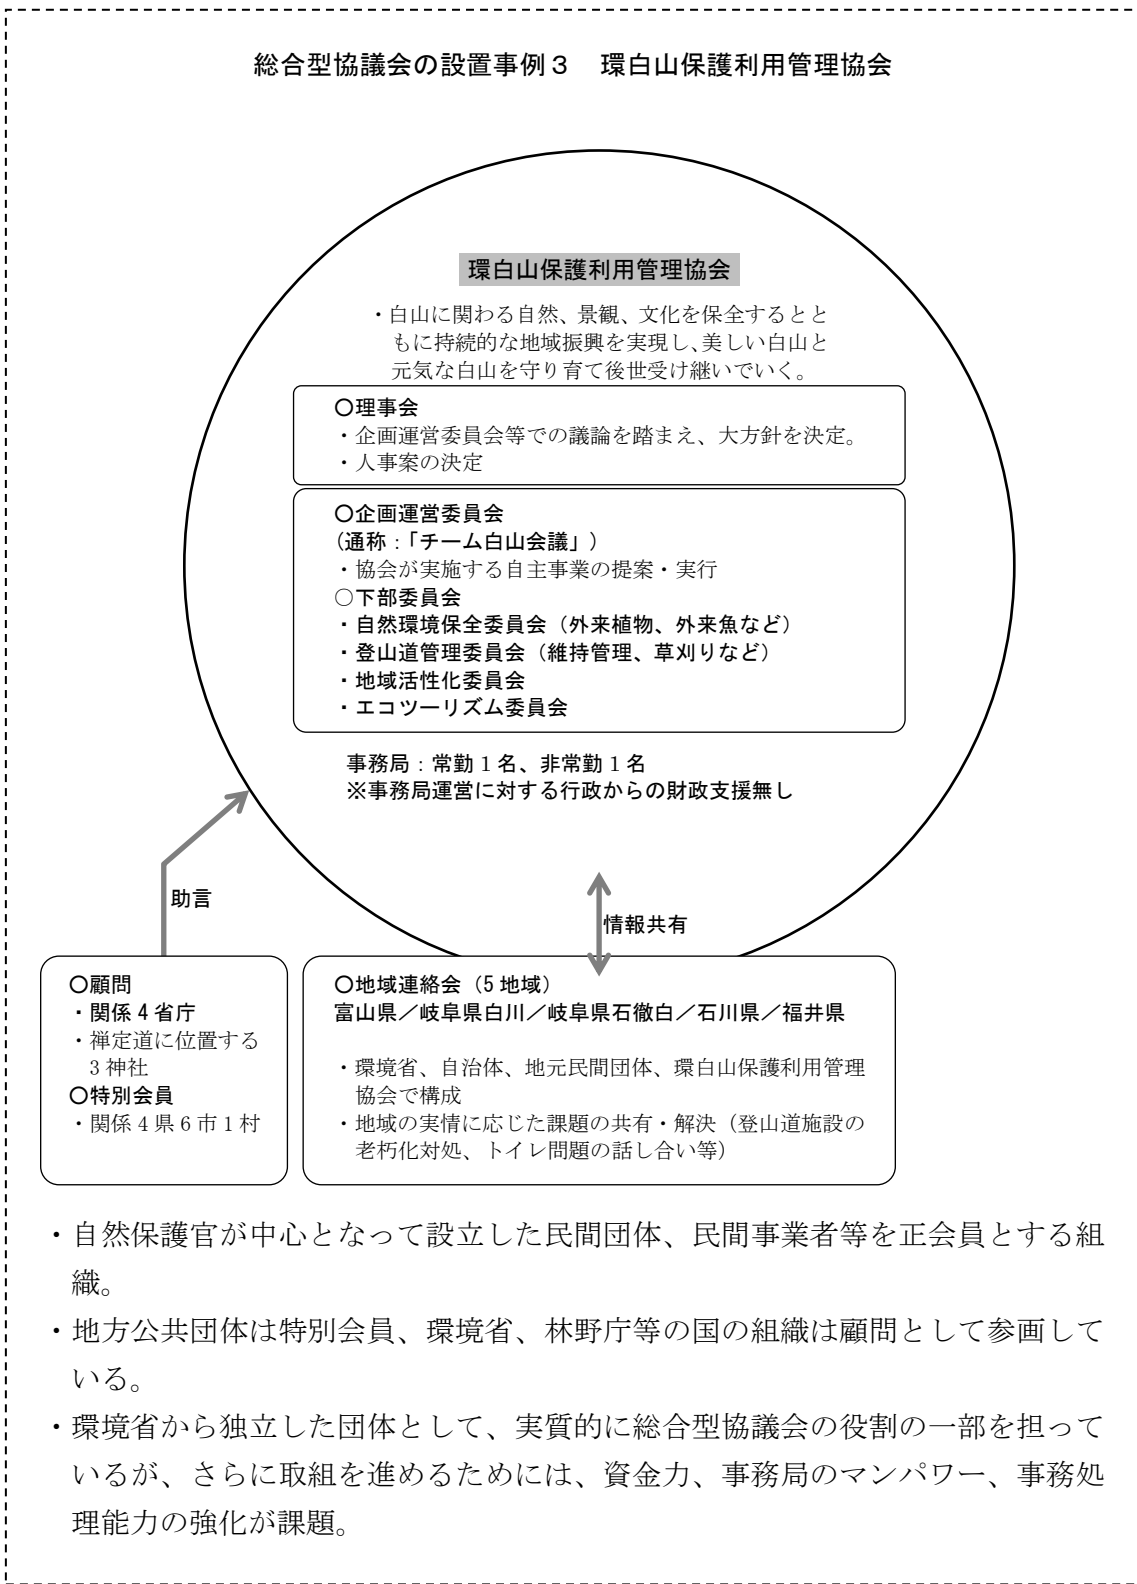 総合型協議会の設置事例３　環白山保護利用管理協会
環白山保護利用管理協会
・白山に関わる自然、景観、文化を保全するとと
もに持続的な地域振興を実現し、美しい白山と
元気な白山を守り育て後世受け継いでいく。
〇理事会
・企画運営委員会等での議論を踏まえ、大方針を決定。
・人事案の決定
〇企画運営委員会
（通称：「チーム白山会議」）
・協会が実施する自主事業の提案・実行
○下部委員会
・自然環境保全委員会（外来植物、外来魚など）
・登山道管理委員会（維持管理、草刈りなど）
・地域活性化委員会
・エコツーリズム委員会
事務局：常勤１名、非常勤１名
※事務局運営に対する行政からの財政支援無し
助言
情報共有
〇顧問
・関係４省庁
・禅定道に位置する
３神社
〇特別会員
・関係４県６市１村
〇地域連絡会（5 地域）
富山県／岐阜県白川／岐阜県石徹白／石川県／福井県
・環境省、自治体、地元民間団体、環白山保護利用管理
協会で構成
・地域の実情に応じた課題の共有・解決（登山道施設の
老朽化対処、トイレ問題の話し合い等）
・自然保護官が中心となって設立した民間団体、民間事業者等を正会員とする組
織。
・地方公共団体は特別会員、環境省、林野庁等の国の組織は顧問として参画して
いる。
・環境省から独立した団体として、実質的に総合型協議会の役割の一部を担って
いるが、さらに取組を進めるためには、資金力、事務局のマンパワー、事務処
理能力の強化が課題。